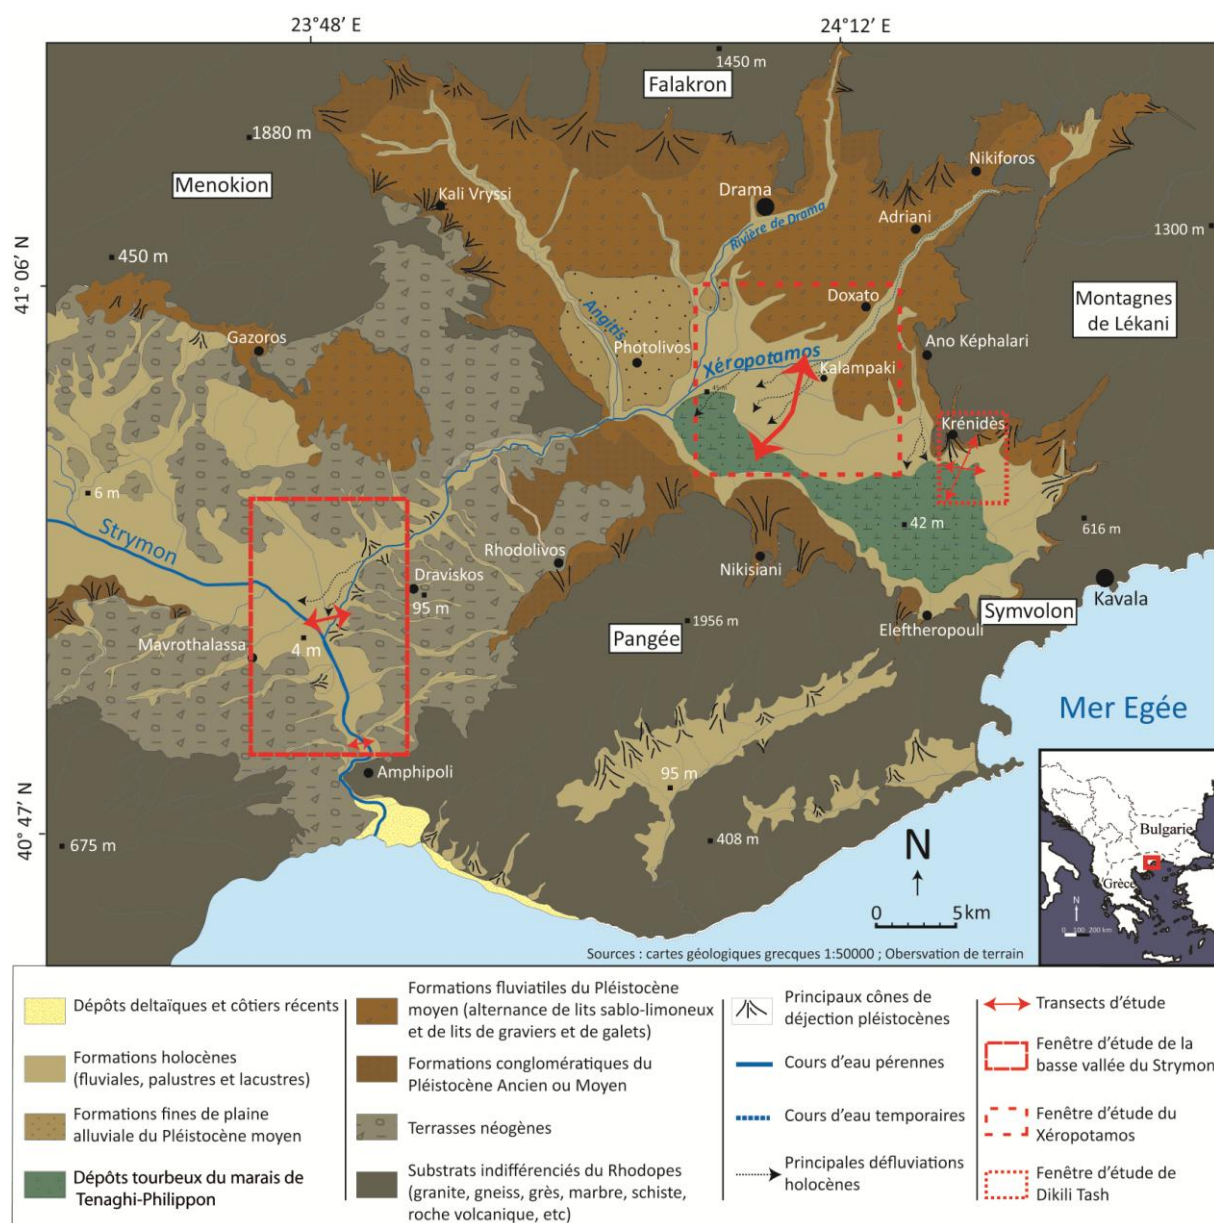 23°48’ E
24°12’ E
1450 m
Falakron
1880 m
Nikiforos
Menokion
Kali Vryssi
Drama
Rivière de Drama
Adriani
1300 m
450 m
41° 06’ N
Doxato
Montagnes
de Lékani
Angitis
Gazoros
Photolivos
Xéropotamos
Ano Képhalari
Kalampaki
Krénidès
6 m
Strymon
42 m
616 m
Rhodolivos
Nikisiani
Draviskos
95 m
Kavala
Symvolon
Eleftheropouli
1956 m
Pangée
Mavrothalassa
4 m
Mer Egée
Amphipoli
95 m
40° 47’ N
675 m
408 m
N
0 5 km
Bulgarie
Grèce
N
0 100 200 km
Sources : cartes géologiques grecques 1:50000 ; Obersvation de terrain
Dépôts deltaïques et côtiers récents
Formations holocènes
(fluviales, palustres et lacustres)
Formations fines de plaine
alluviale du Pléistocène moyen
Dépôts tourbeux du marais de
Tenaghi-Philippon
Formations fluviatiles du Pléistocène
moyen (alternance de lits sablo-limoneux
et de lits de graviers et de galets)
Formations conglomératiques du
Pléistocène Ancien ou Moyen
Terrasses néogènes
Substrats indifférenciés du Rhodopes
(granite, gneiss, grès, marbre, schiste,
roche volcanique, etc)
Principaux cônes de
déjection pléistocènes
Cours d’eau pérennes
Cours d’eau temporaires
Principales défluviations
holocènes
Transects d’étude
Fenêtre d’étude de la
basse vallée du Strymon
Fenêtre d’étude du
Xéropotamos
Fenêtre d’étude de
Dikili Tash